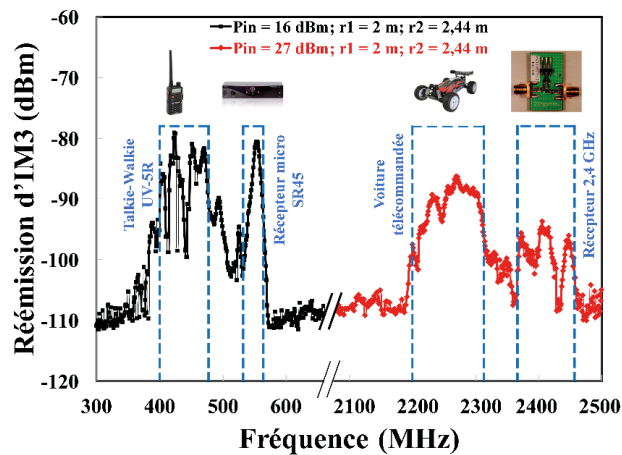 Pin = 16 dBm; r1 = 2 m; r2 = 2,44 m
Pin = 27 dBm; r1 = 2 m; r2 = 2,44 m
Réémission d'IM3 (dBm)
-60
-70
-80
-90
-100
-110
-120
Talkie-Walkie
UV-5R
Récepteur micro
SR45
Voiture
télécommandée
Récepteur 2,4 GHz
300
400
500
600
2100
2200
2300
2400
2500
Fréquence (MHz)